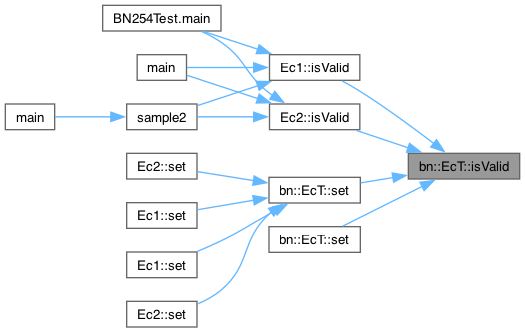 BN254Test.main
main
Ec1::isValid
main
sample2
Ec2::isValid
bn::EcT::isValid
Ec2::set
bn::EcT::set
Ec1::set
bn::EcT::set
Ec1::set
Ec2::set